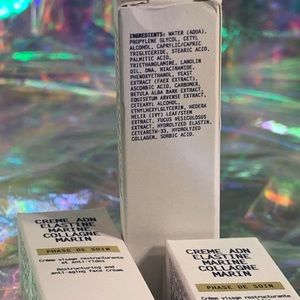 INGREDIENTS: WATER (AQUA),
PROPYLENE GLYCOL, CETYL
ALCOHOL, CAPRYLIC/CAPRIC
TRIGLYCERIDE, STEARIC ACID,
PALMITIC ACID,
TRIETHANOLAMINE, LANOLIN
OIL, DNA, NIACINAMIDE,
PHENOXYETHANOL, YEAST
EXTRACT (FAEX EXTRACT),
ASCORBIC ACID, CARBOMER,
BETULA ALBA BARK EXTRACT,
EQUISETUM ARVENSE EXTRACT,
CETEARYL ALCOHOL,
ETHYLHEXYLGLYCERIN, HEDERA
HELIX (IVY) LEAF/STEM
EXTRACT, FUCUS VESICULOSUS
EXTRACT, HYDROLYZED ELASTIN,
CETEARETH-33, HYDROLYZED
COLLAGEN, SORBIC ACID.
CREME ADN
ELASTINE
MARINE
COLLAGNE
MARIN
PHASE DE SOIN
Crème visage restructurante
et anti-rides
Restructuring and
anti-aging face cream
CREME ADN
ELASTINE
MARINE
COLLAGNE
MARIN
PHASE DE SOIN
Crème visage restructurante